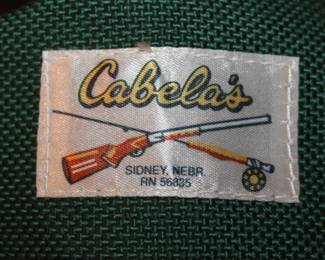 Cabela's
SIDNEY, NEBR.
RN 56835